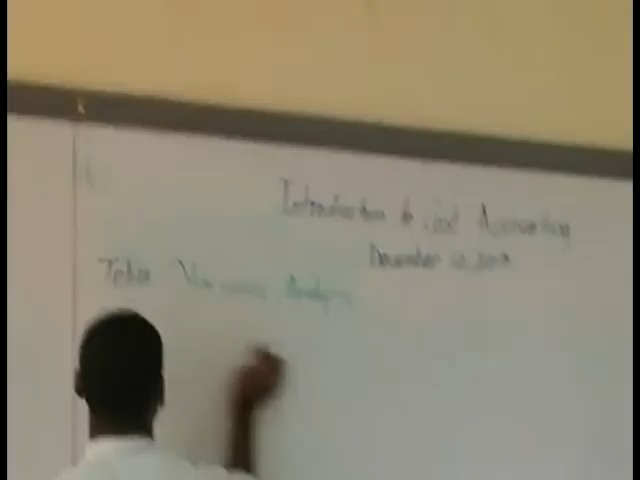 Introduction to Cost Accounting
December
Topic: Variance Analysis